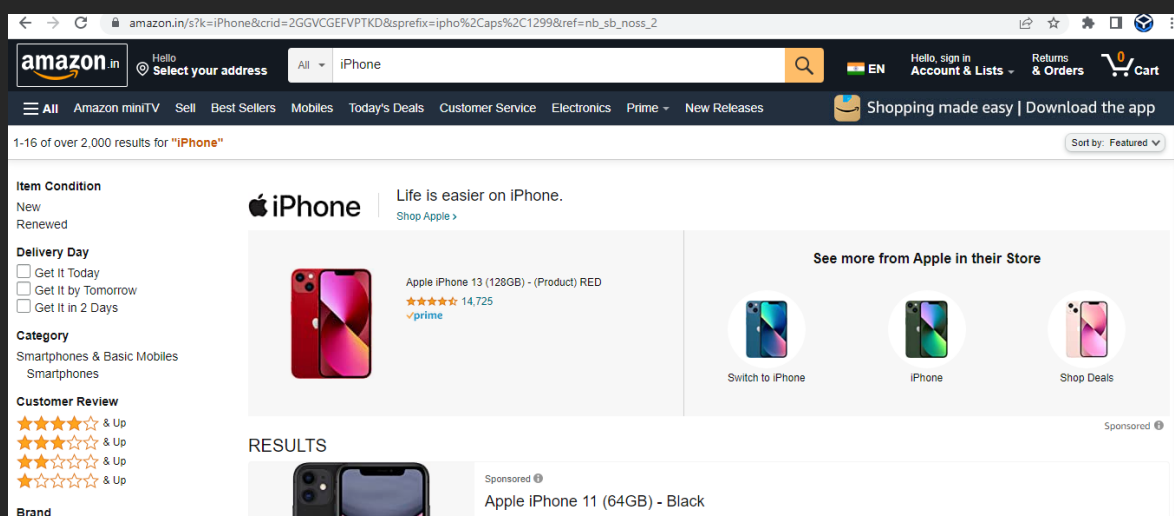 amazon.in/s?k=iPhone&crid=2GGVCGEFVPTKD&sprefix=ipho%2Caps%2C1299&ref=nb_sb_noss_2
amazon.in
Hello
Select your address
All
iPhone
EN
Hello, sign in
Account & Lists
Returns
& Orders
0
Cart
All
Amazon miniTV
Sell
Best Sellers
Mobiles
Today's Deals
Customer Service
Electronics
Prime
New Releases
Shopping made easy | Download the app
1-16 of over 2,000 results for "iPhone"
Sort by: Featured
Item Condition
New
Renewed
Delivery Day
Get It Today
Get It by Tomorrow
Get It in 2 Days
Category
Smartphones & Basic Mobiles
Smartphones
Customer Review
& Up
& Up
& Up
& Up
Brand
iPhone
Life is easier on iPhone.
Shop Apple ›
Apple iPhone 13 (128GB) - (Product) RED
14,725
prime
See more from Apple in their Store
Switch to iPhone
iPhone
Shop Deals
Sponsored
RESULTS
Sponsored
Apple iPhone 11 (64GB) - Black